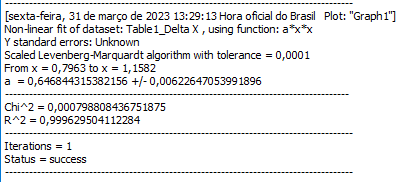 [sexta-feira, 31 de março de 2023 13:29:13 Hora oficial do Brasil   Plot: "Graph1"]
Non-linear fit of dataset: Table1_Delta X , using function: a*x*x
Y standard errors: Unknown
Scaled Levenberg-Marquardt algorithm with tolerance = 0,0001
From x = 0,7963 to x = 1,1582
a  = 0,646844315382156 +/- 0,00622647053991896
--------------------------------------------------------------------------------------
Chi^2 = 0,000798808436751875
R^2 = 0,999629504112284
---------------------------------------------------------------------------------------
Iterations = 1
Status = success
---------------------------------------------------------------------------------------